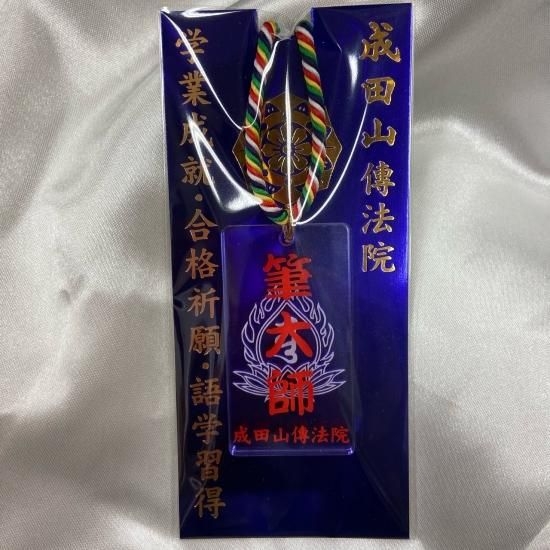 成田山傳法院
学業成就・合格祈願・語学習得
筆大師
成田山傳法院